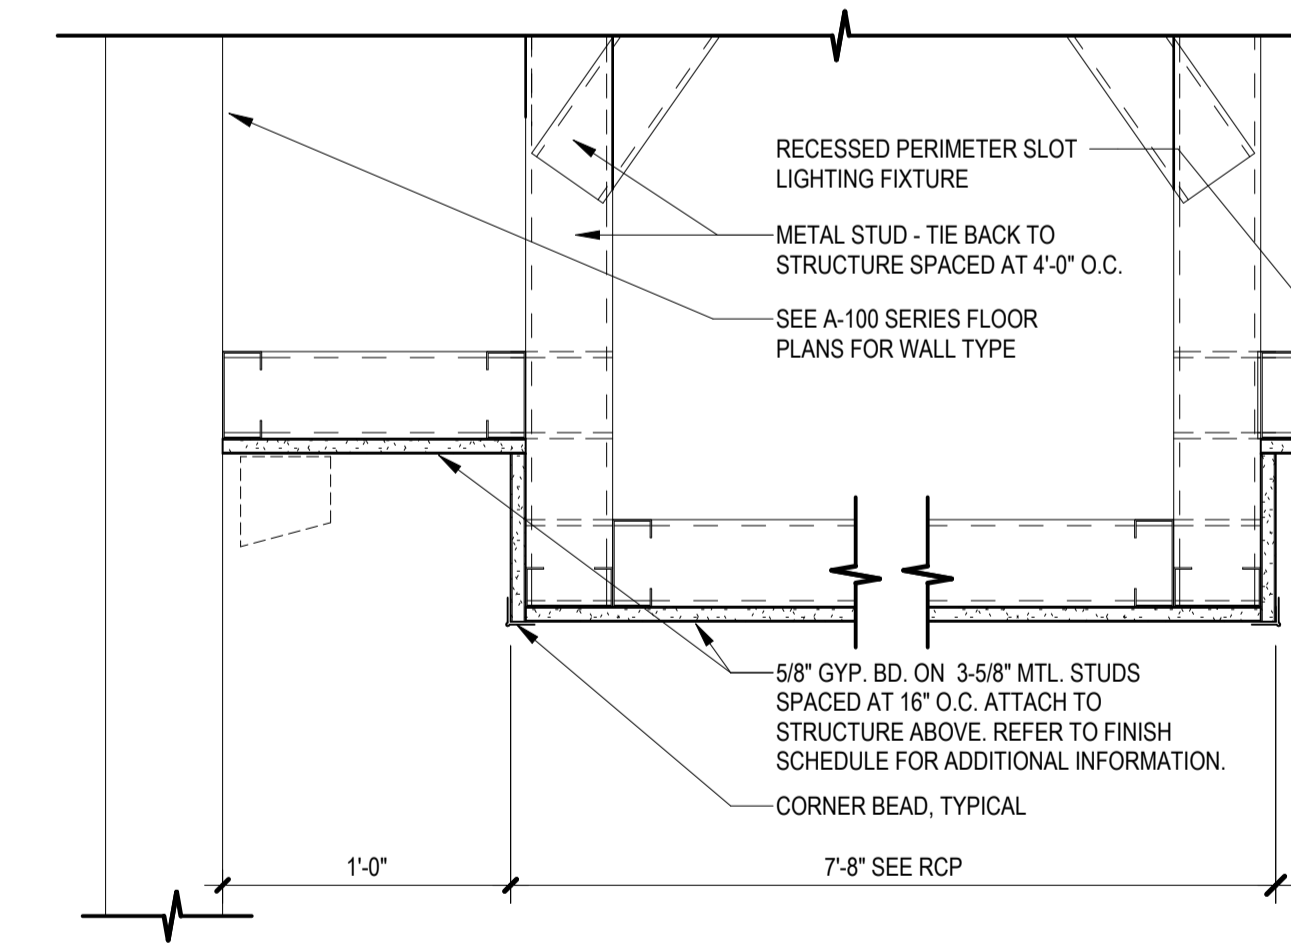 RECESSED PERIMETER SLOT
LIGHTING FIXTURE
METAL STUD - TIE BACK TO
STRUCTURE SPACED AT 4'-0" O.C.
SEE A-100 SERIES FLOOR
PLANS FOR WALL TYPE
5/8" GYP. BD. ON 3-5/8" MTL. STUDS
SPACED AT 16" O.C. ATTACH TO
STRUCTURE ABOVE. REFER TO FINISH
SCHEDULE FOR ADDITIONAL INFORMATION.
CORNER BEAD, TYPICAL
1'-0"
7'-8" SEE RCP